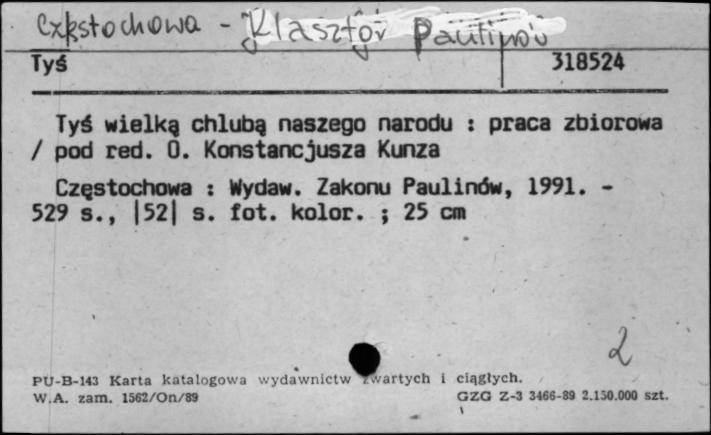 Częstochowa - Klasztor Paulinów
Tyś 318524
Tyś wielką chlubą naszego narodu : praca zbiorowa
/ pod red. O. Konstancjusza Kunza
Częstochowa : Wydaw. Zakonu Paulinów, 1991. -
529 s., |52| s. fot. kolor. ; 25 cm
2
PU-B-143 Karta katalogowa wydawnictw zwartych i ciągłych.
W.A. zam. 1562/On/89 GZG Z-3 3466-89 2.150.000 szt.